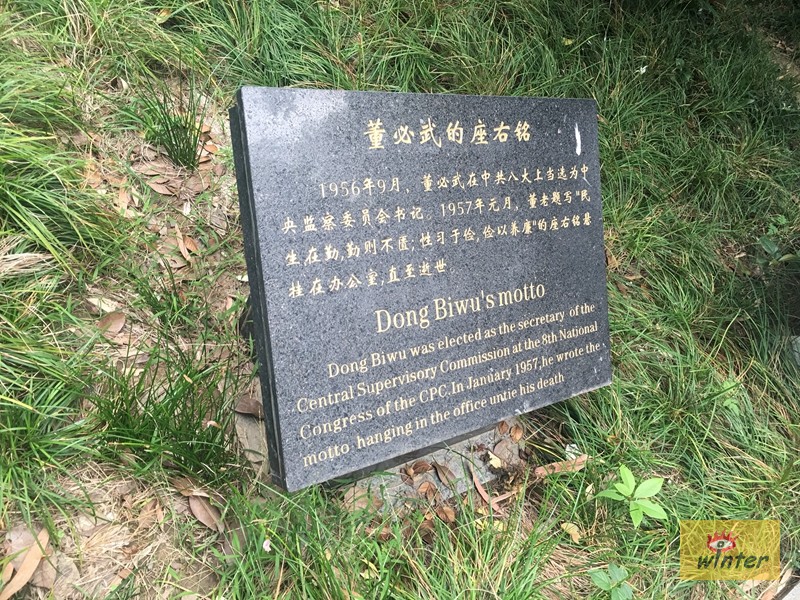 董必武的座右铭
1956年9月，董必武在中共八大上当选为中
央监察委员会书记。1957年元月，董老题写"民
生在勤,勤则不匮;性习于俭,俭以养廉"的座右铭悬
挂在办公室,直至逝世。
Dong Biwu's motto
Dong Biwu was elected as the secretary of the
Central Supervisory Commission at the 8th National
Congress of the CPC. In January 1957, he wrote the
motto hanging in the office untie his death
a winter